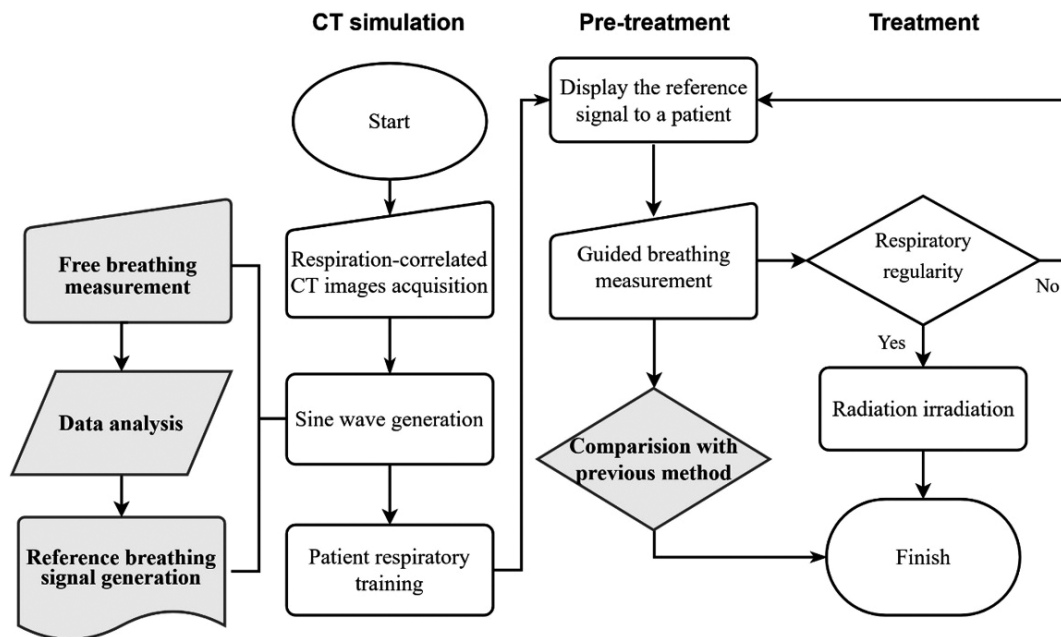 CT simulation
Pre-treatment
Treatment
Start
Display the reference
signal to a patient
Free breathing
measurement
Respiration-correlated
CT images acquisition
Guided breathing
measurement
Respiratory
regularity
No
Yes
Data analysis
Sine wave generation
Comparision with
previous method
Radiation irradiation
Reference breathing
signal generation
Patient respiratory
training
Finish